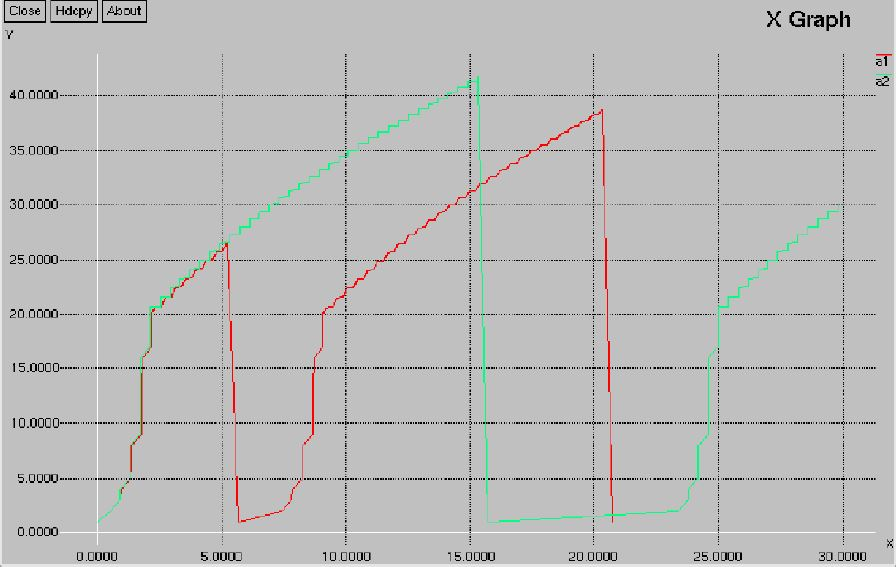 Close Hdcpy About
X Graph
Y
a1
a2
40.0000
35.0000
30.0000
25.0000
20.0000
15.0000
10.0000
5.0000
0.0000
X
0.0000 5.0000 10.0000 15.0000 20.0000 25.0000 30.0000